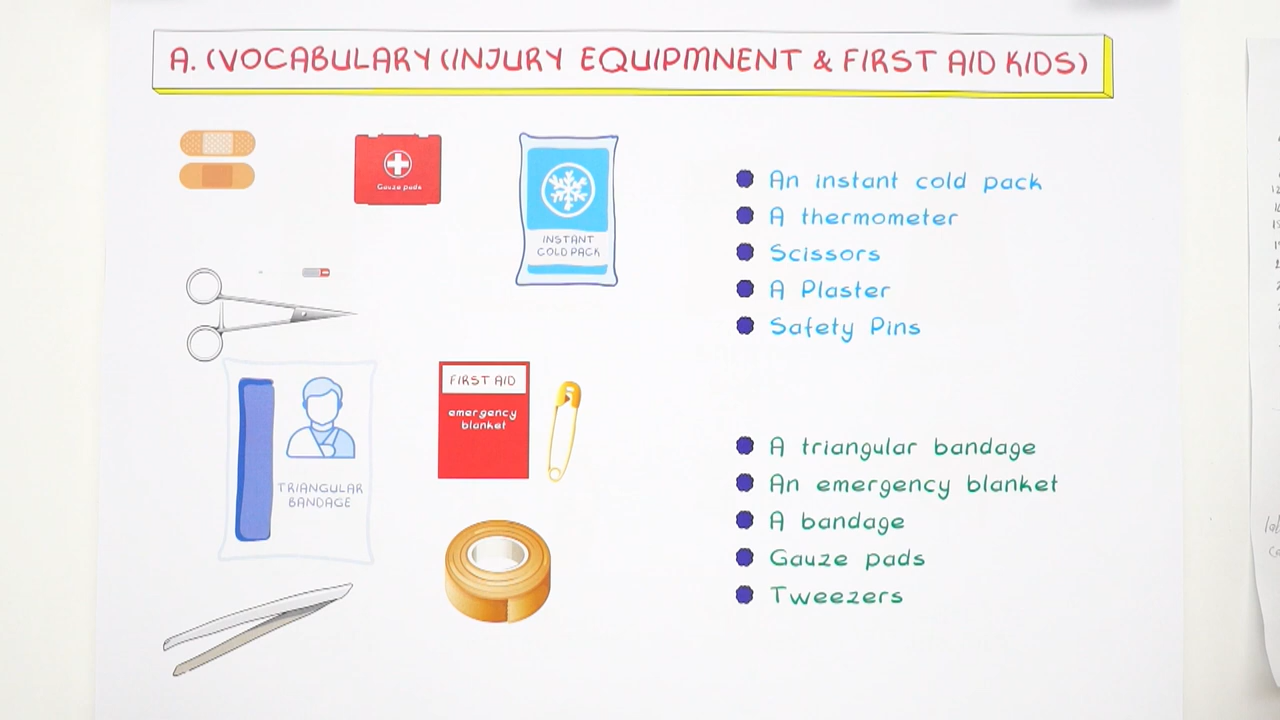 A. (VOCABULARY (INJURY EQUIPMNENT & FIRST AID KIDS)
Gauze pads
INSTANT
COLD PACK
An instant cold pack
A thermometer
Scissors
A Plaster
Safety Pins
FIRST AID
emergency
blanket
TRIANGULAR
BANDAGE
A triangular bandage
An emergency blanket
A bandage
Gauze pads
Tweezers